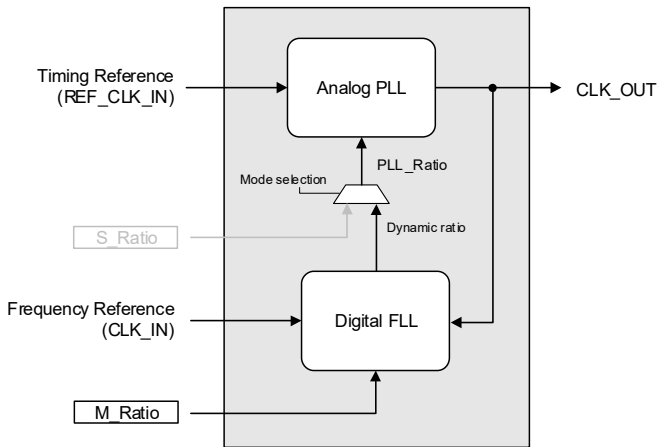 Timing Reference
(REF_CLK_IN)
Analog PLL
CLK_OUT
PLL_Ratio
Mode selection
S_Ratio
Dynamic ratio
Frequency Reference
(CLK_IN)
Digital FLL
M_Ratio